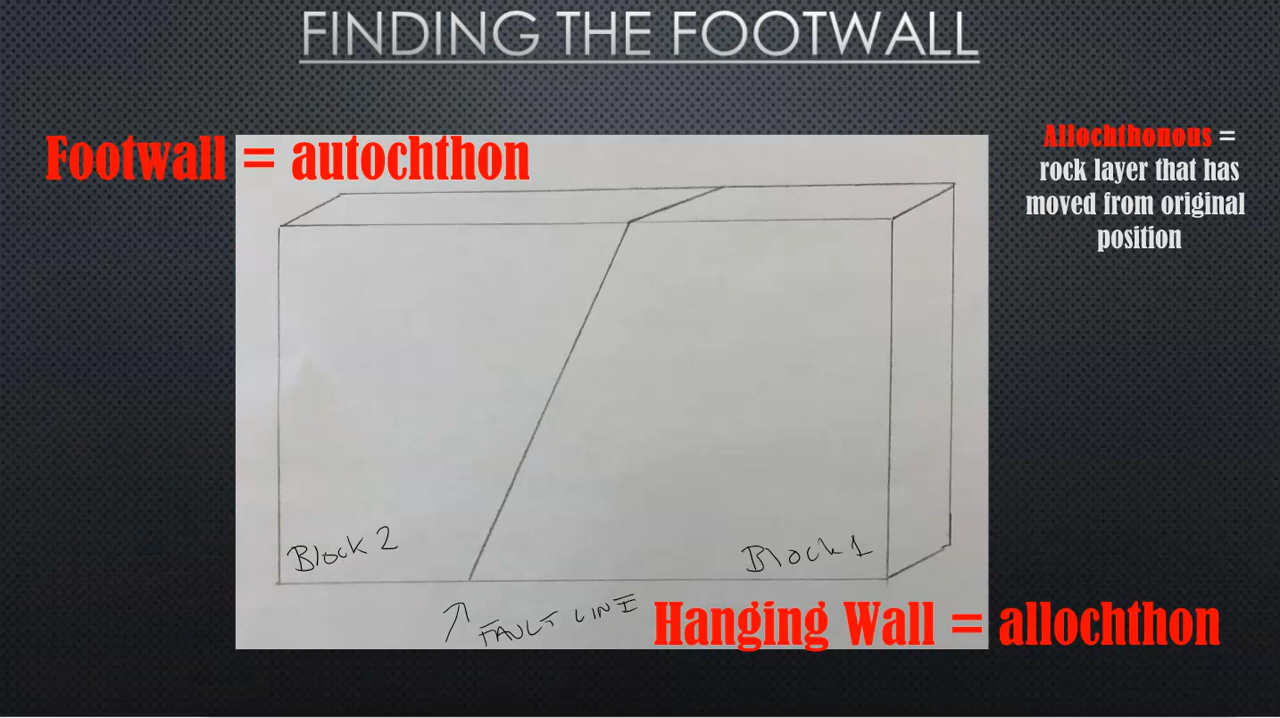 FINDING THE FOOTWALL
Footwall = autochthon
Allochthonous =
rock layer that has
moved from original
position
Block 2
Block 1
FAULT LINE
Hanging Wall = allochthon